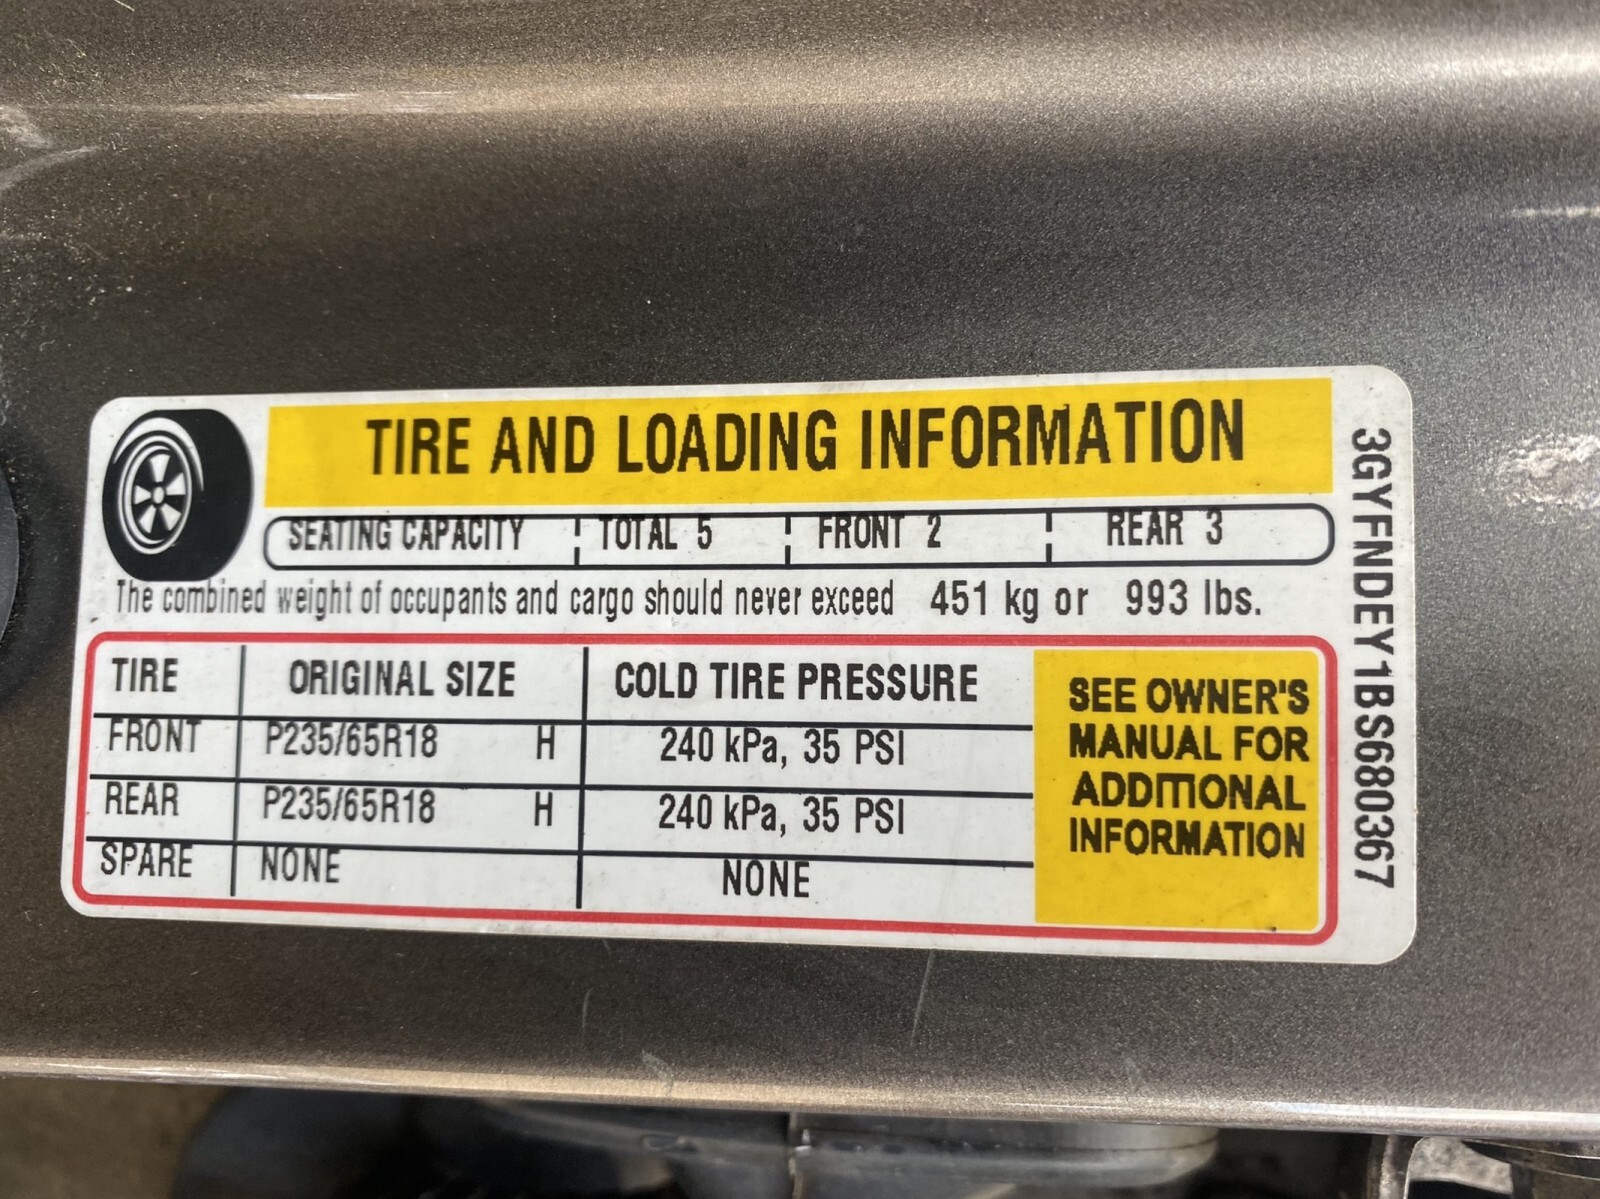 TIRE AND LOADING INFORMATION
SEATING CAPACITY TOTAL 5 FRONT 2 REAR 3
The combined weight of occupants and cargo should never exceed 451 kg or 993 lbs.
TIRE ORIGINAL SIZE COLD TIRE PRESSURE
FRONT P235/65R18 H 240 kPa, 35 PSI
REAR P235/65R18 H 240 kPa, 35 PSI
SPARE NONE NONE
SEE OWNER'S
MANUAL FOR
ADDITIONAL
INFORMATION
3GYFNDEY1BS680367